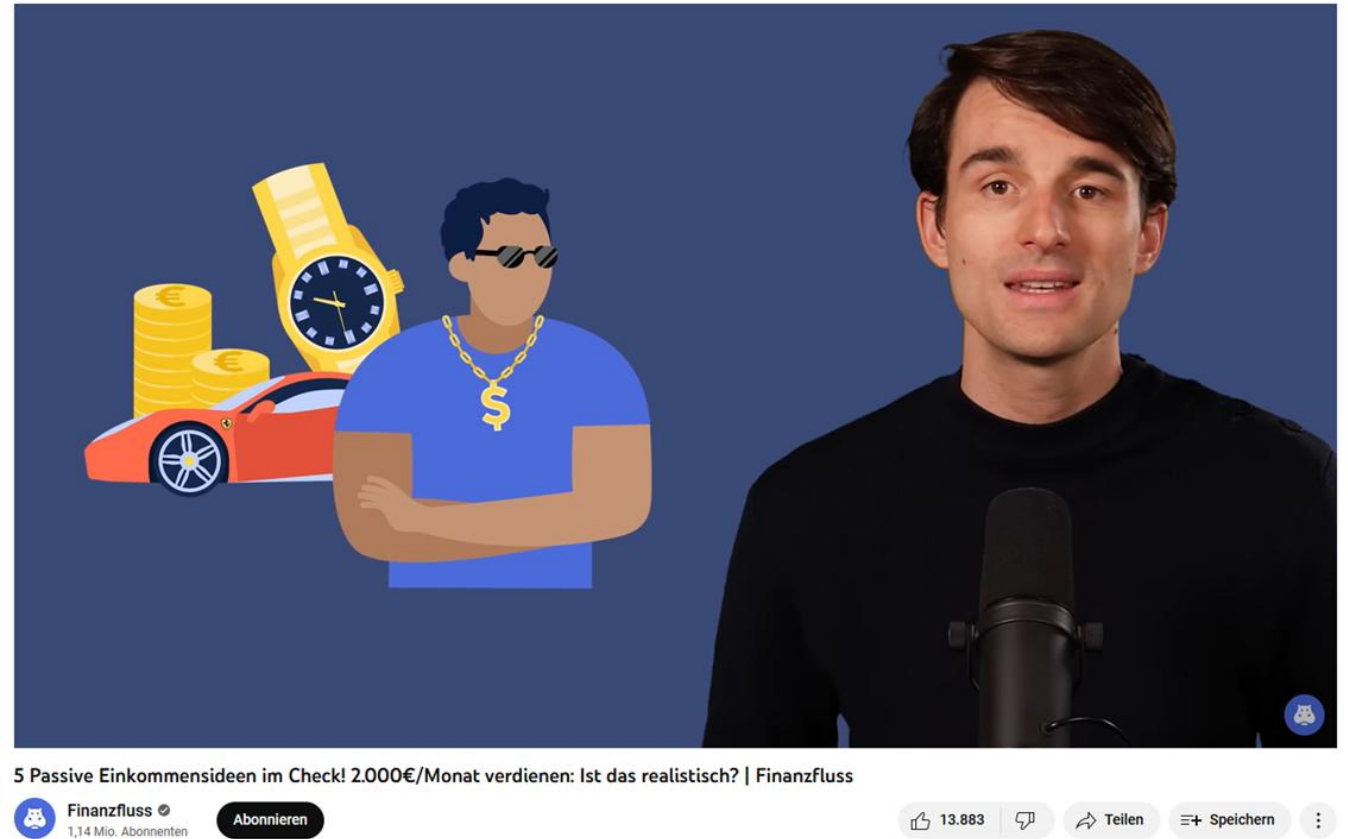 €
€
$
5 Passive Einkommensideen im Check! 2.000€/Monat verdienen: Ist das realistisch? | Finanzfluss
Finanzfluss
1,14 Mio. Abonnenten
Abonnieren
13.883
Teilen
Speichern